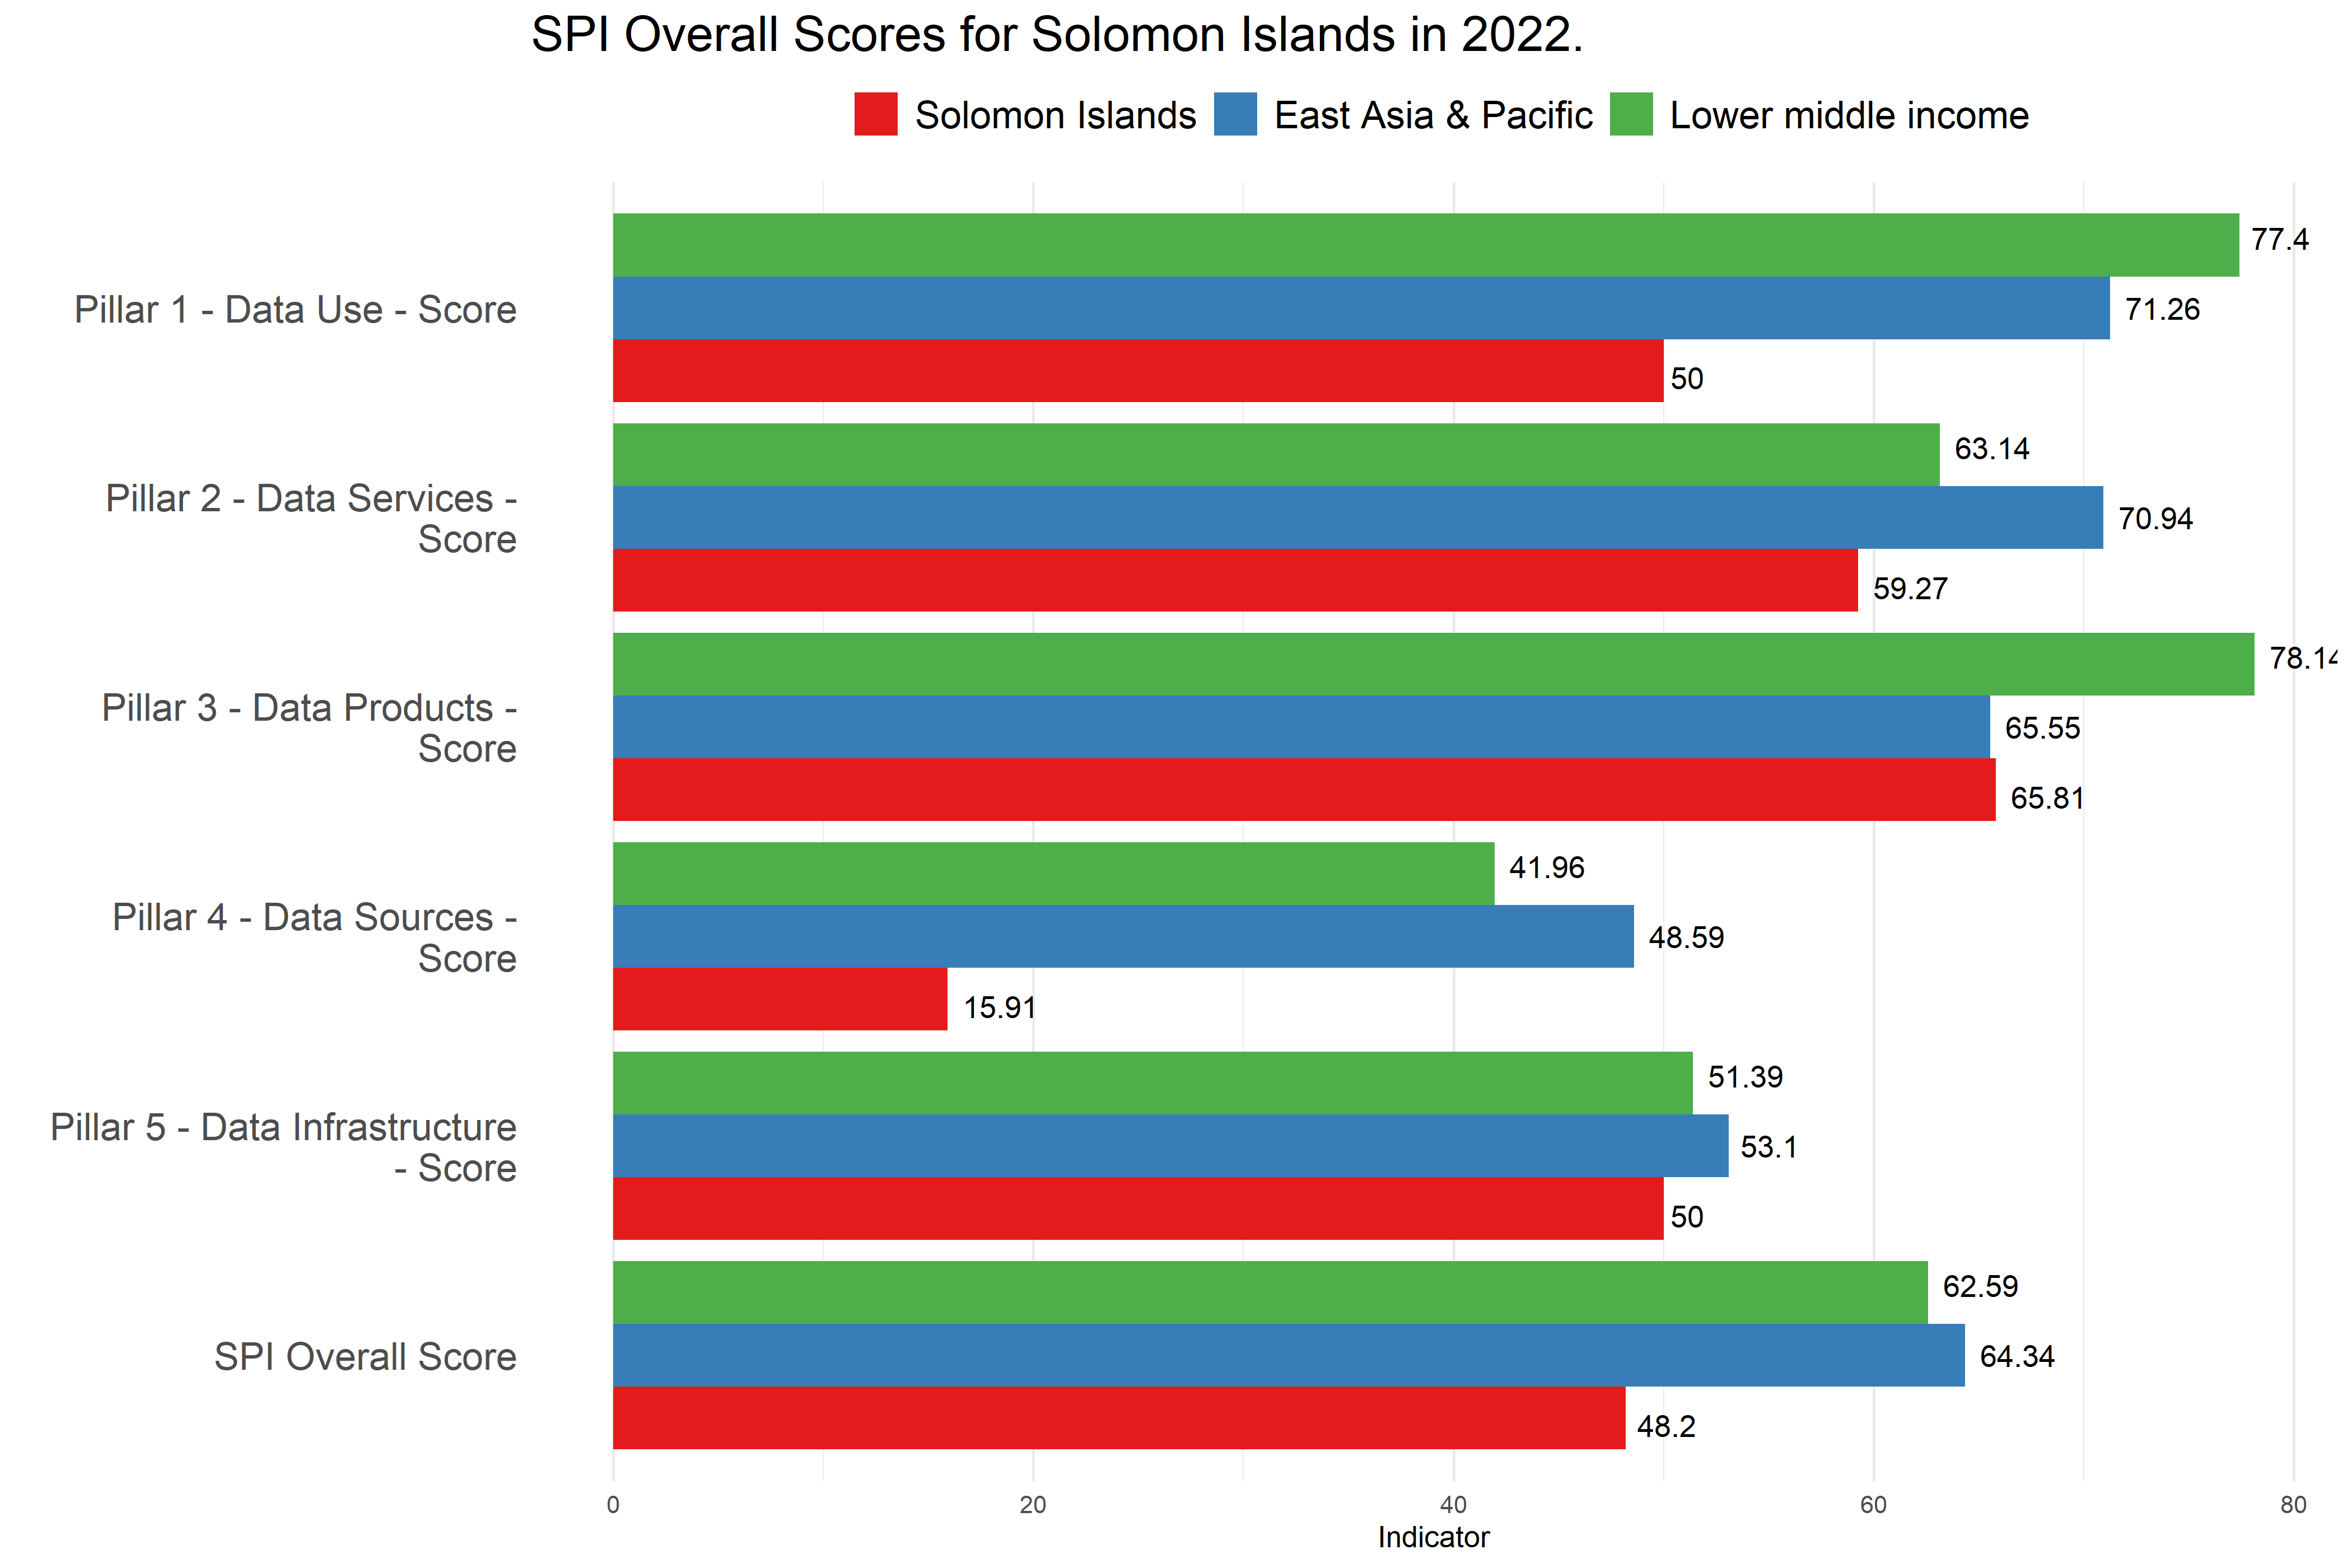 SPI Overall Scores for Solomon Islands in 2022.
Solomon Islands East Asia & Pacific Lower middle income
77.4
Pillar 1 - Data Use - Score
71.26
50
63.14
Pillar 2 - Data Services -
Score
70.94
59.27
78.14
Pillar 3 - Data Products -
Score
65.55
65.81
41.96
Pillar 4 - Data Sources -
Score
48.59
15.91
51.39
Pillar 5 - Data Infrastructure
- Score
53.1
50
62.59
SPI Overall Score
64.34
48.2
0 20 40 60 80
Indicator